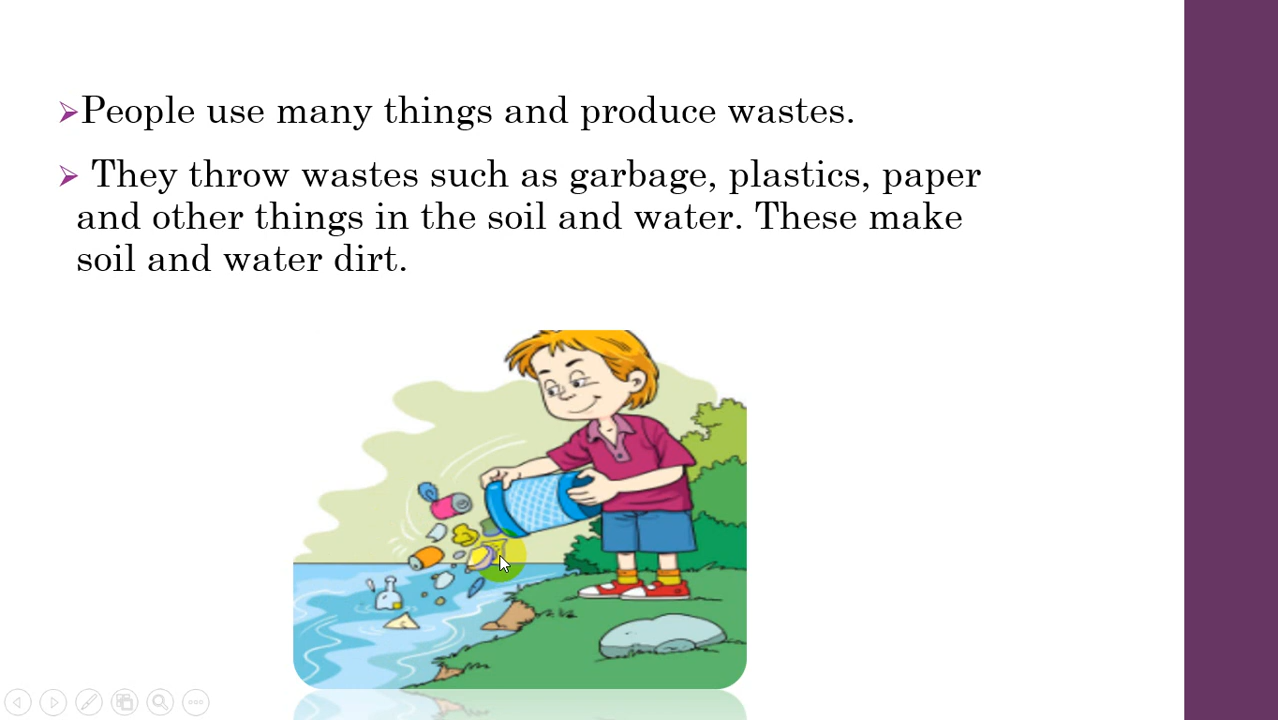 People use many things and produce wastes.
They throw wastes such as garbage, plastics, paper
and other things in the soil and water. These make
soil and water dirt.